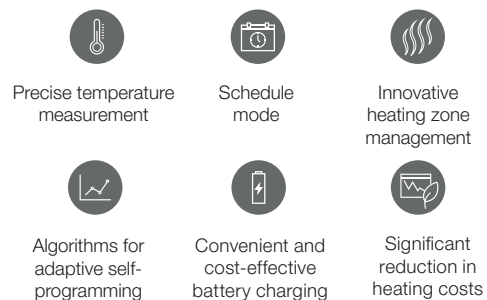 Precise temperature
measurement
Schedule
mode
Innovative
heating zone
management
Algorithms for
adaptive self-
programming
Convenient and
cost-effective
battery charging
Significant
reduction in
heating costs